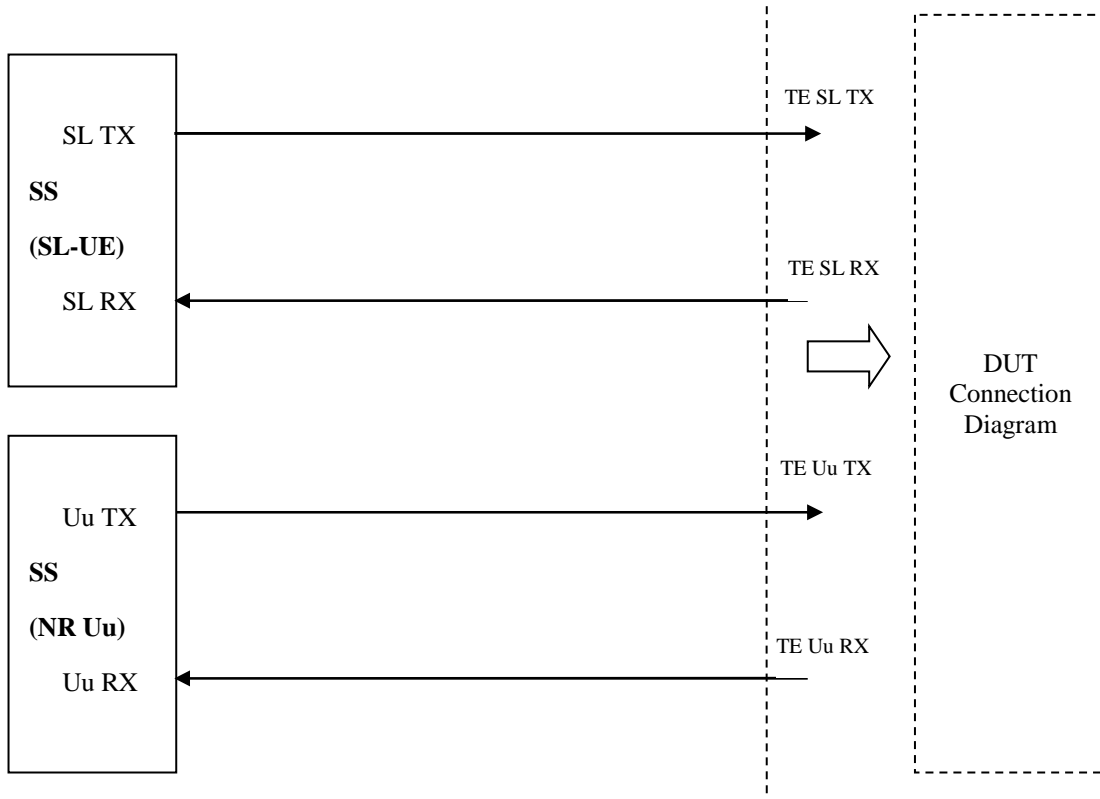 TE SL TX
SL TX
SS
(SL-UE)
TE SL RX
SL RX
DUT
Connection
Diagram
TE Uu TX
Uu TX
SS
(NR Uu)
TE Uu RX
Uu RX